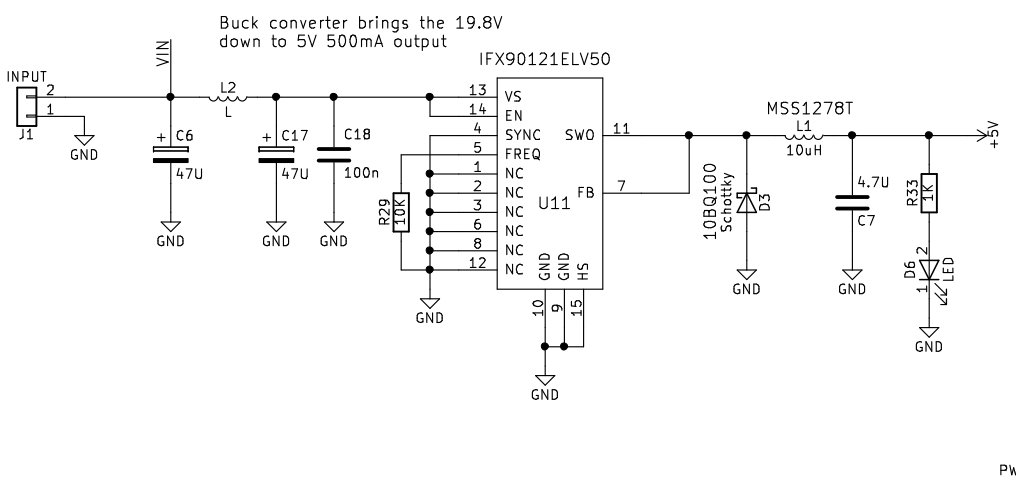 Buck converter brings the 19.8V
down to 5V 500mA output
VIN
INPUT
2
1
J1
GND
L2
L
C6
47U
GND
C17
47U
GND
C18
100n
GND
R29
10K
GND
IFX90121ELV50
13 VS
14 EN
4 SYNC
5 FREQ
1 NC
2 NC
3 NC
6 NC
8 NC
12 NC
U11
SWO 11
FB 7
GND GND HS
10 9 15
GND
MSS1278T
L1
10uH
10BQ100
Schottky
D3
GND
4.7U
C7
GND
+5V
R33
1K
D6
2
1
LED
GND
PW